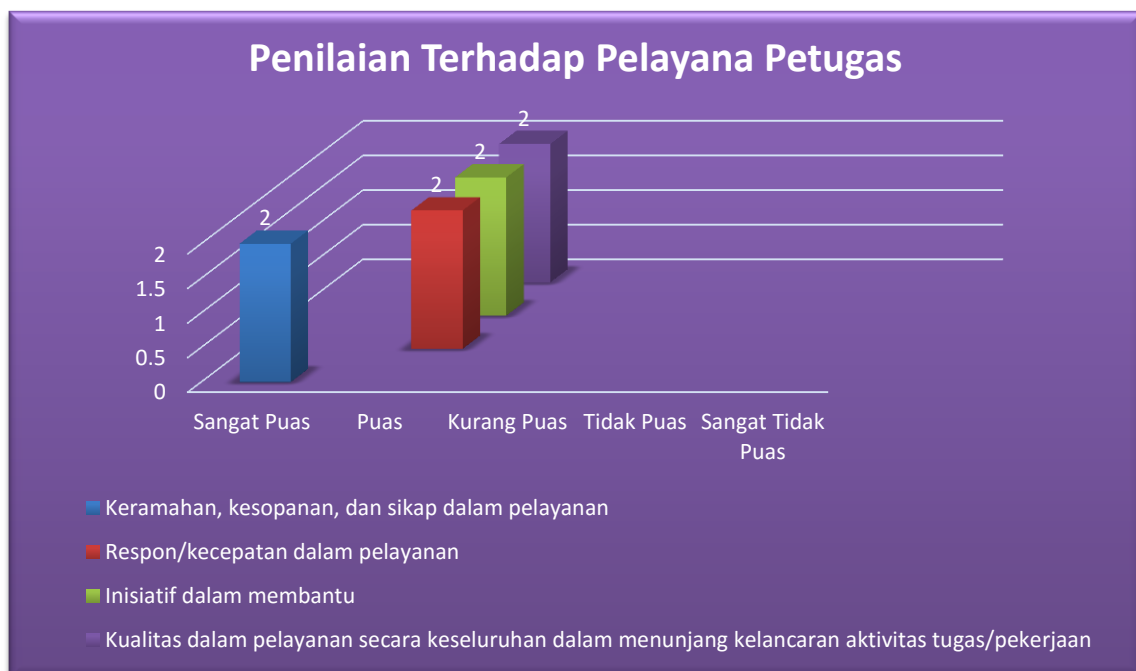 Penilaian Terhadap Pelayana Petugas
2
2
2
2
2
1.5
1
0.5
0
Sangat Puas
Puas
Kurang Puas
Tidak Puas
Sangat Tidak
Puas
Keramahan, kesopanan, dan sikap dalam pelayanan
Respon/kecepatan dalam pelayanan
Inisiatif dalam membantu
Kualitas dalam pelayanan secara keseluruhan dalam menunjang kelancaran aktivitas tugas/pekerjaan